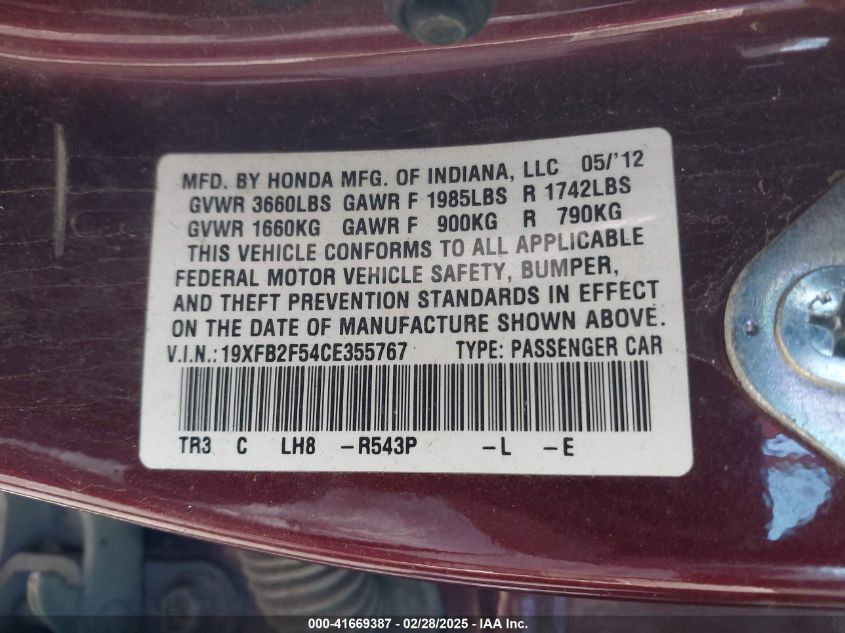 MFD. BY HONDA MFG. OF INDIANA, LLC 05/'12
GVWR 3660LBS GAWR F 1985LBS R 1742LBS
GVWR 1660KG GAWR F 900KG R 790KG
THIS VEHICLE CONFORMS TO ALL APPLICABLE
FEDERAL MOTOR VEHICLE SAFETY, BUMPER,
AND THEFT PREVENTION STANDARDS IN EFFECT
ON THE DATE OF MANUFACTURE SHOWN ABOVE.
V.I.N.:19XFB2F54CE355767 TYPE: PASSENGER CAR
TR3 C LH8 -R543P -L -E
000-41669387 - 02/28/2025 - IAA Inc.